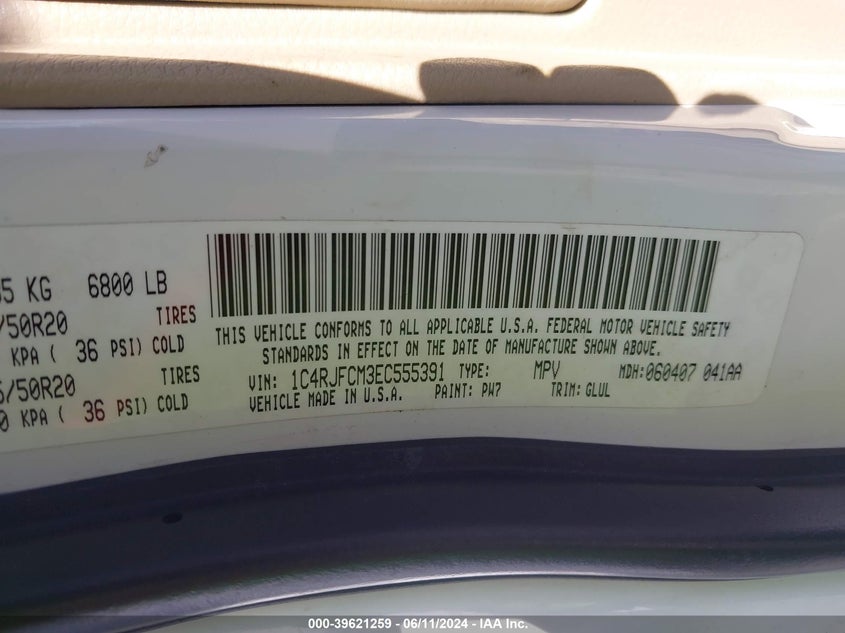 35 KG 6800 LB
/50R20 TIRES
KPA ( 36 PSI) COLD
/50R20 TIRES
0 KPA ( 36 PSI) COLD
THIS VEHICLE CONFORMS TO ALL APPLICABLE U.S.A. FEDERAL MOTOR VEHICLE SAFETY
STANDARDS IN EFFECT ON THE DATE OF MANUFACTURE SHOWN ABOVE.
VIN: 1C4RJFCM3EC555391 TYPE: MPV MDH:060407 041AA
VEHICLE MADE IN U.S.A. PAINT: PW7 TRIM: GLUL
000-39621259 - 06/11/2024 - IAA Inc.